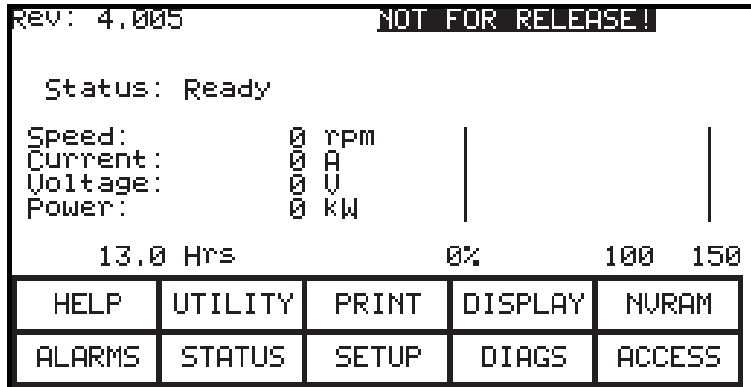 Rev: 4.005 NOT FOR RELEASE!
Status: Ready
Speed: 0 rpm
Current: 0 A
Voltage: 0 V
Power: 0 kW
13.0 Hrs 0% 100 150
HELP UTILITY PRINT DISPLAY NVRAM
ALARMS STATUS SETUP DIAGS ACCESS